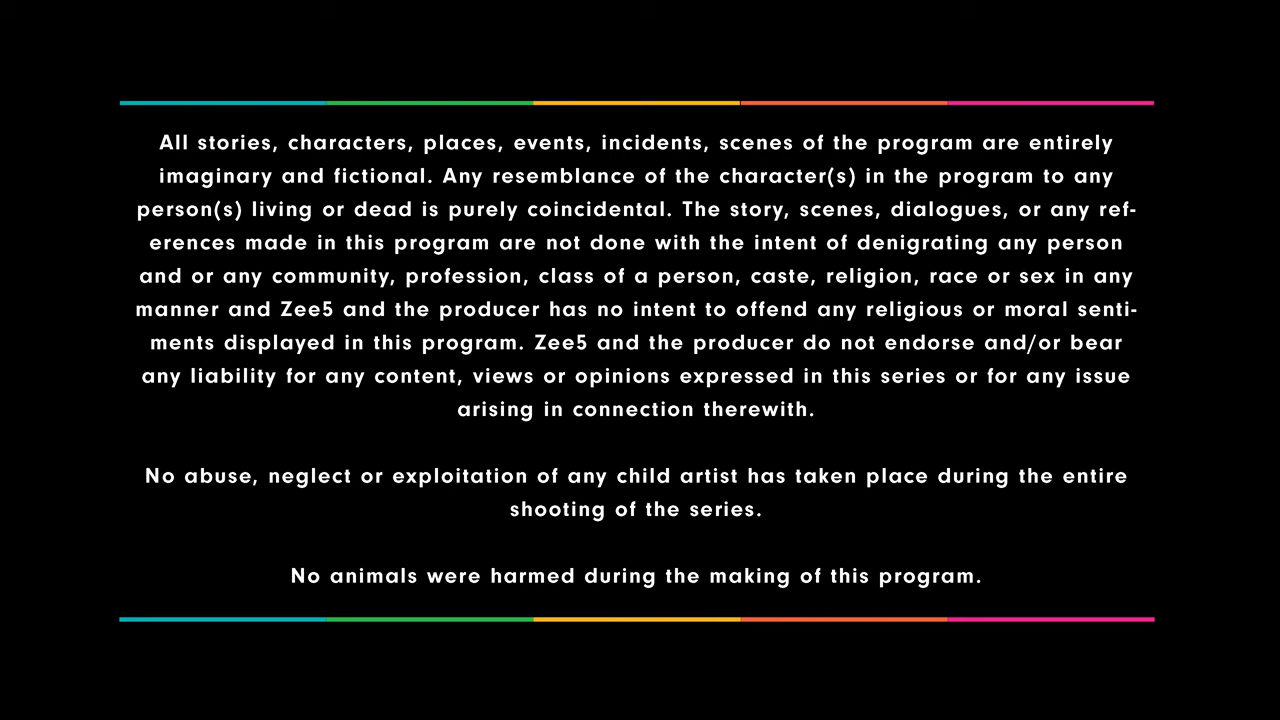 All stories, characters, places, events, incidents, scenes of the program are entirely
imaginary and fictional. Any resemblance of the character(s) in the program to any
person(s) living or dead is purely coincidental. The story, scenes, dialogues, or any ref-
erences made in this program are not done with the intent of denigrating any person
and or any community, profession, class of a person, caste, religion, race or sex in any
manner and Zee5 and the producer has no intent to offend any religious or moral senti-
ments displayed in this program. Zee5 and the producer do not endorse and/or bear
any liability for any content, views or opinions expressed in this series or for any issue
arising in connection therewith.
No abuse, neglect or exploitation of any child artist has taken place during the entire
shooting of the series.
No animals were harmed during the making of this program.